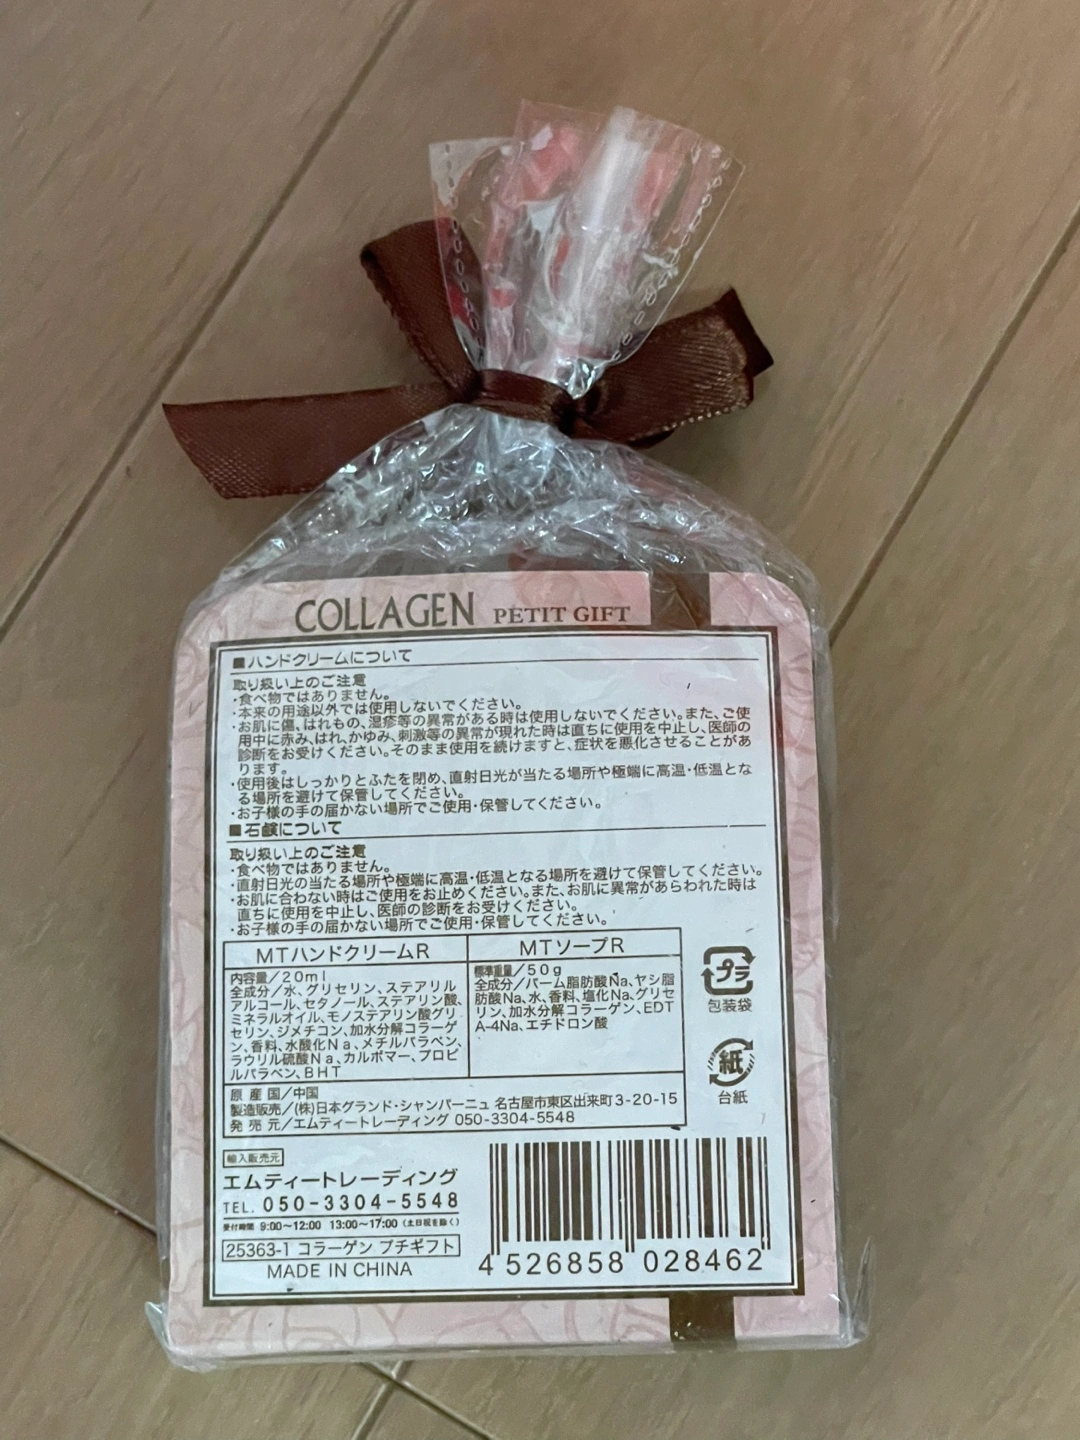 COLLAGEN PETIT GIFT
■ハンドクリームについて
取り扱い上のご注意
・食べ物ではありません。
・本来の用途以外では使用しないでください。
・お肌に傷、はれもの、湿疹等の異常がある時は使用しないでください。また、ご使
用中に赤み、はれ、かゆみ、刺激等の異常が現れた時は直ちに使用を中止し、医師の
診断をお受けください。そのまま使用を続けますと、症状を悪化させることがあ
ります。
・使用後はしっかりとふたを閉め、直射日光が当たる場所や極端に高温・低温とな
る場所を避けて保管してください。
・お子様の手の届かない場所でご使用・保管してください。
■石鹸について
取り扱い上のご注意
・食べ物ではありません。
・直射日光の当たる場所や極端に高温・低温となる場所を避けて保管してください。
・お肌に合わない時はご使用をお止めください。また、お肌に異常があらわれた時は
直ちに使用を中止し、医師の診断をお受けください。
・お子様の手の届かない場所でご使用・保管してください。
MTハンドクリームR
内容量/20ml
全成分/水、グリセリン、ステアリル
アルコール、セタノール、ステアリン酸、
ミネラルオイル、モノステアリン酸グリ
セリン、ジメチコン、加水分解コラーゲ
ン、香料、水酸化Na、メチルパラベン、
ラウリル硫酸Na、カルボマー、プロピ
ルパラベン、BHT
MTソープR
標準重量/50g
全成分/パーム脂肪酸Na、ヤシ脂
肪酸Na、水、香料、塩化Na、グリセ
リン、加水分解コラーゲン、EDT
A-4Na、エチドロン酸
プラ
包装袋
紙
台紙
原産国/中国
製造販売/(株)日本グランド・シャンパーニュ 名古屋市東区出来町3-20-15
発売元/エムティートレーディング 050-3304-5548
輸入販売元
エムティートレーディング
TEL. 050-3304-5548
受付時間 9:00～12:00 13:00～17:00 (土日祝を除く)
25363-1 コラーゲン プチギフト
MADE IN CHINA
4 526858 028462